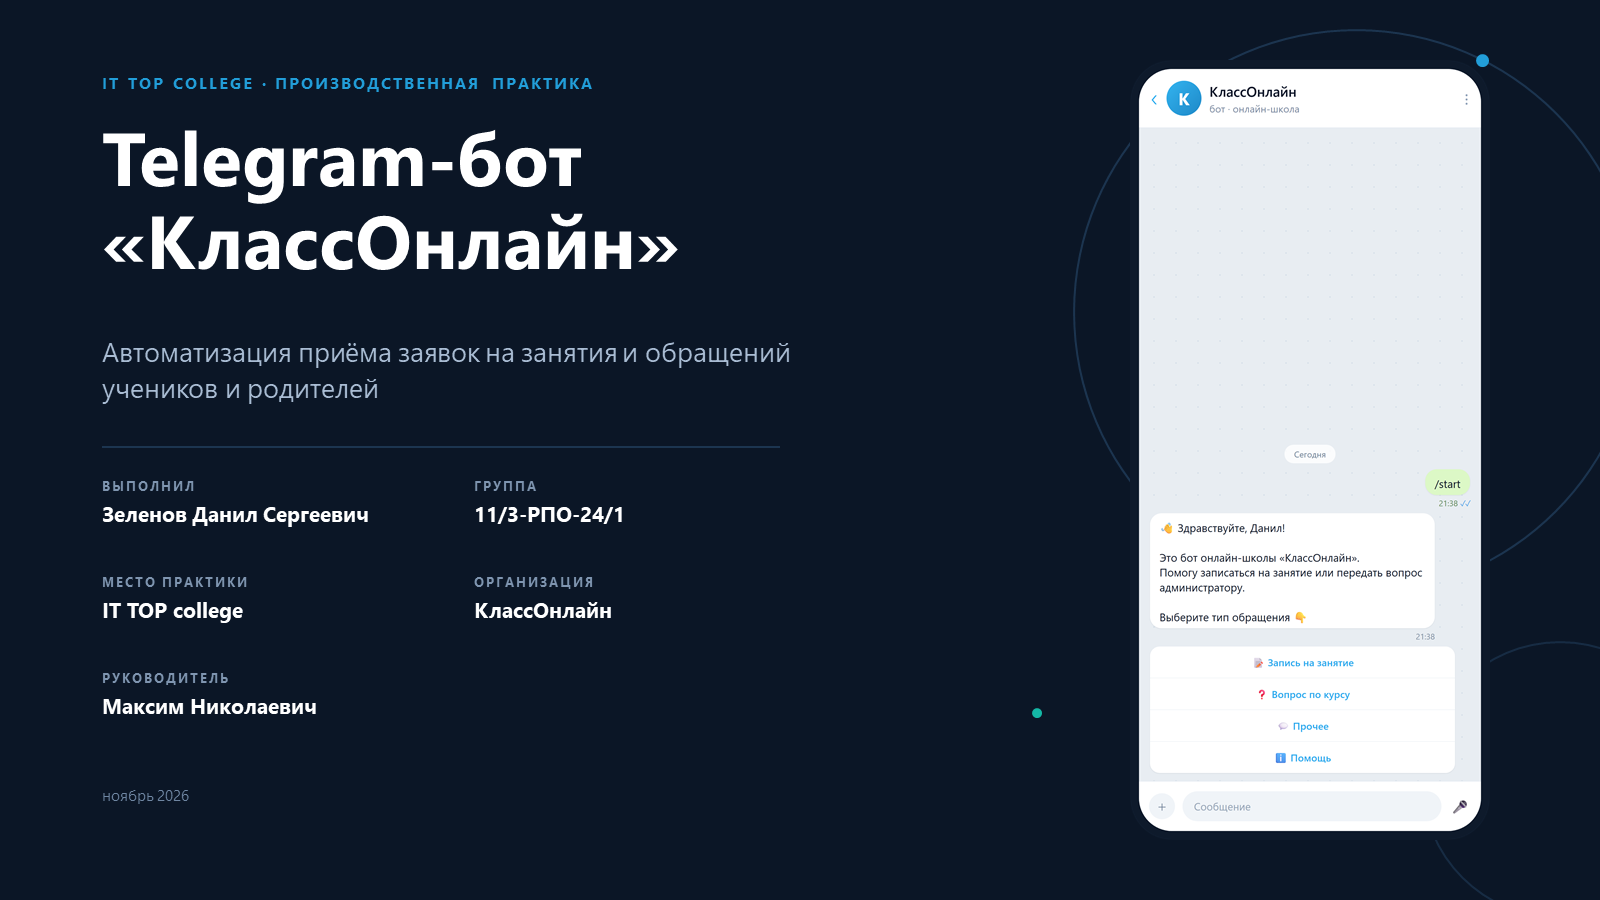 IT TOP COLLEGE · ПРОИЗВОДСТВЕННАЯ ПРАКТИКА
Telegram-бот
«КлассОнлайн»
Автоматизация приёма заявок на занятия и обращений
учеников и родителей
ВЫПОЛНИЛ
Зеленов Данил Сергеевич
ГРУППА
11/3-РПО-24/1
МЕСТО ПРАКТИКИ
IT TOP college
ОРГАНИЗАЦИЯ
КлассОнлайн
РУКОВОДИТЕЛЬ
Максим Николаевич
ноябрь 2026
К
КлассОнлайн
бот · онлайн-школа
Сегодня
/start
21:38
Здравствуйте, Данил!
Это бот онлайн-школы «КлассОнлайн».
Помогу записаться на занятие или передать вопрос
администратору.
Выберите тип обращения
21:38
Запись на занятие
Вопрос по курсу
Прочее
Помощь
Сообщение